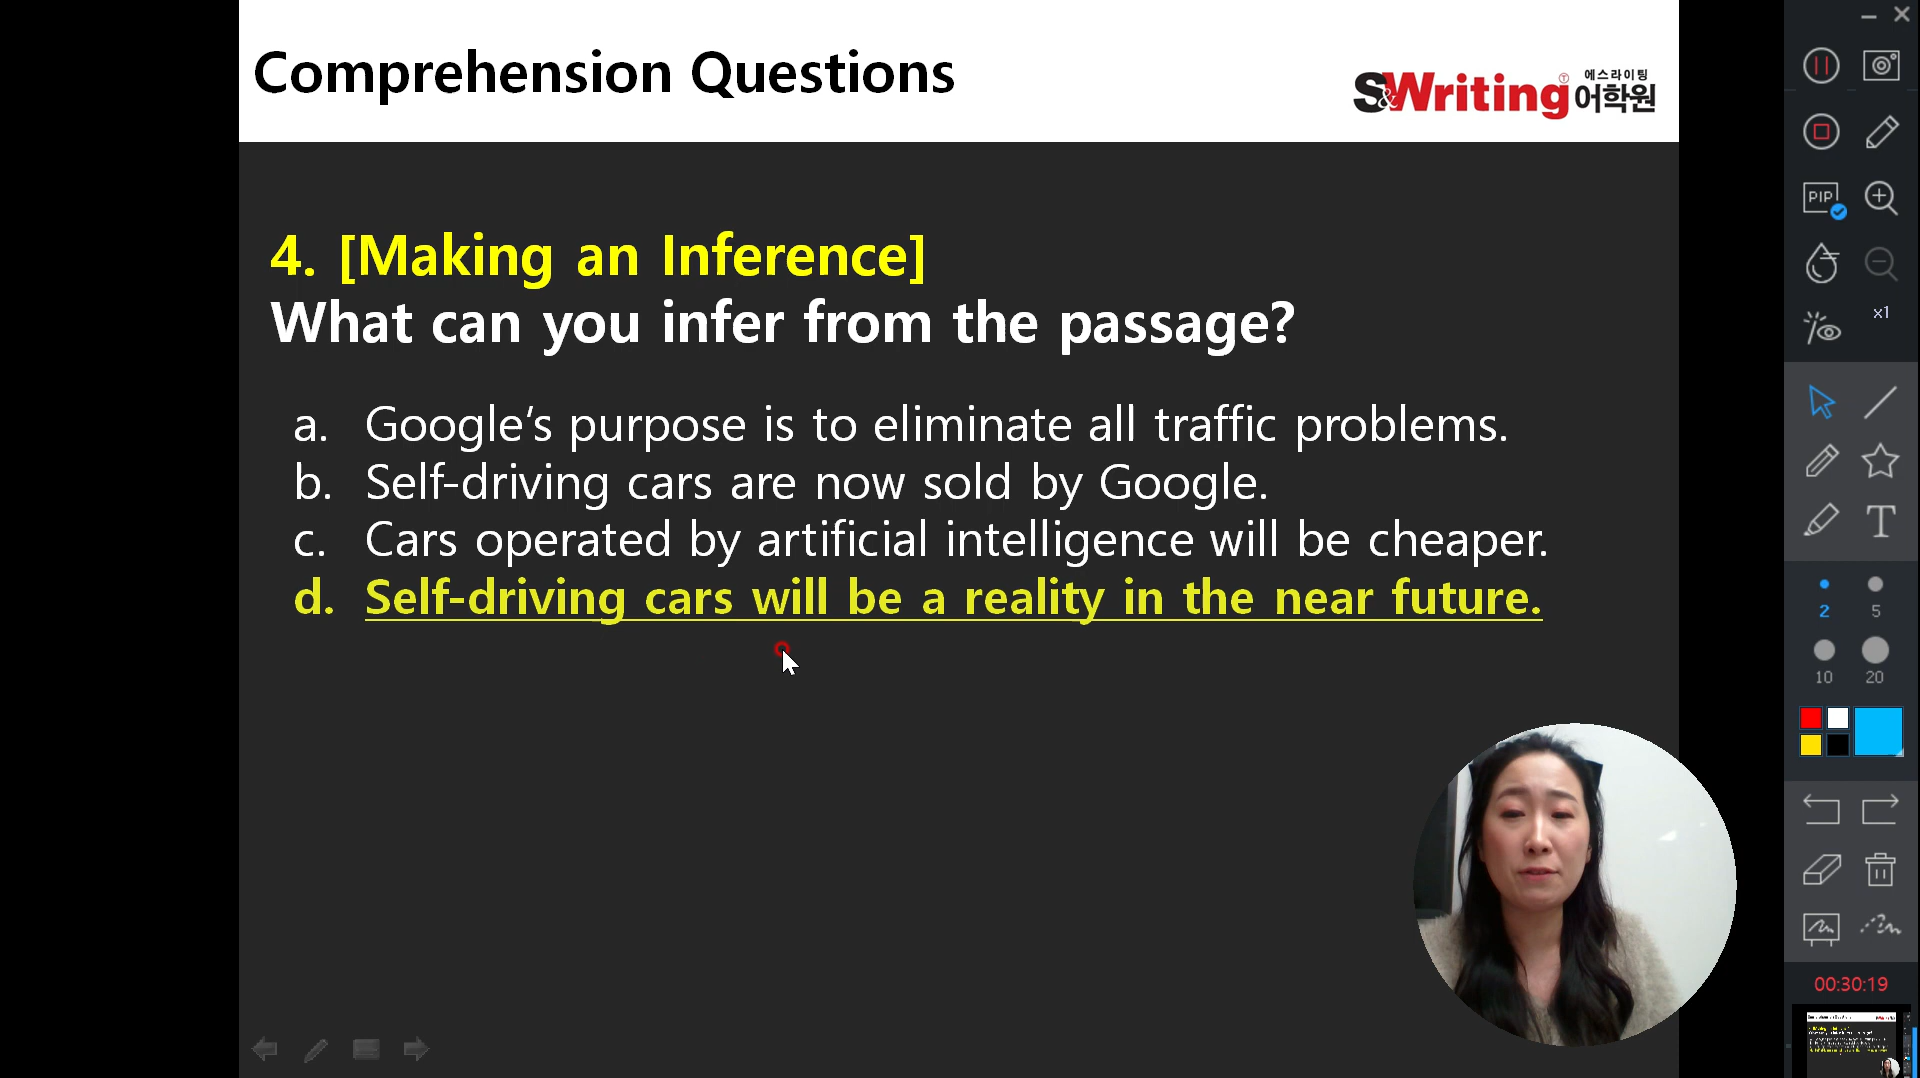 Comprehension Questions
S&Writing 에스라이팅 어학원
4. [Making an Inference]
What can you infer from the passage?
a. Google's purpose is to eliminate all traffic problems.
b. Self-driving cars are now sold by Google.
c. Cars operated by artificial intelligence will be cheaper.
d. Self-driving cars will be a reality in the near future.
PIP
x1
T
2
5
10
20
00:30:19